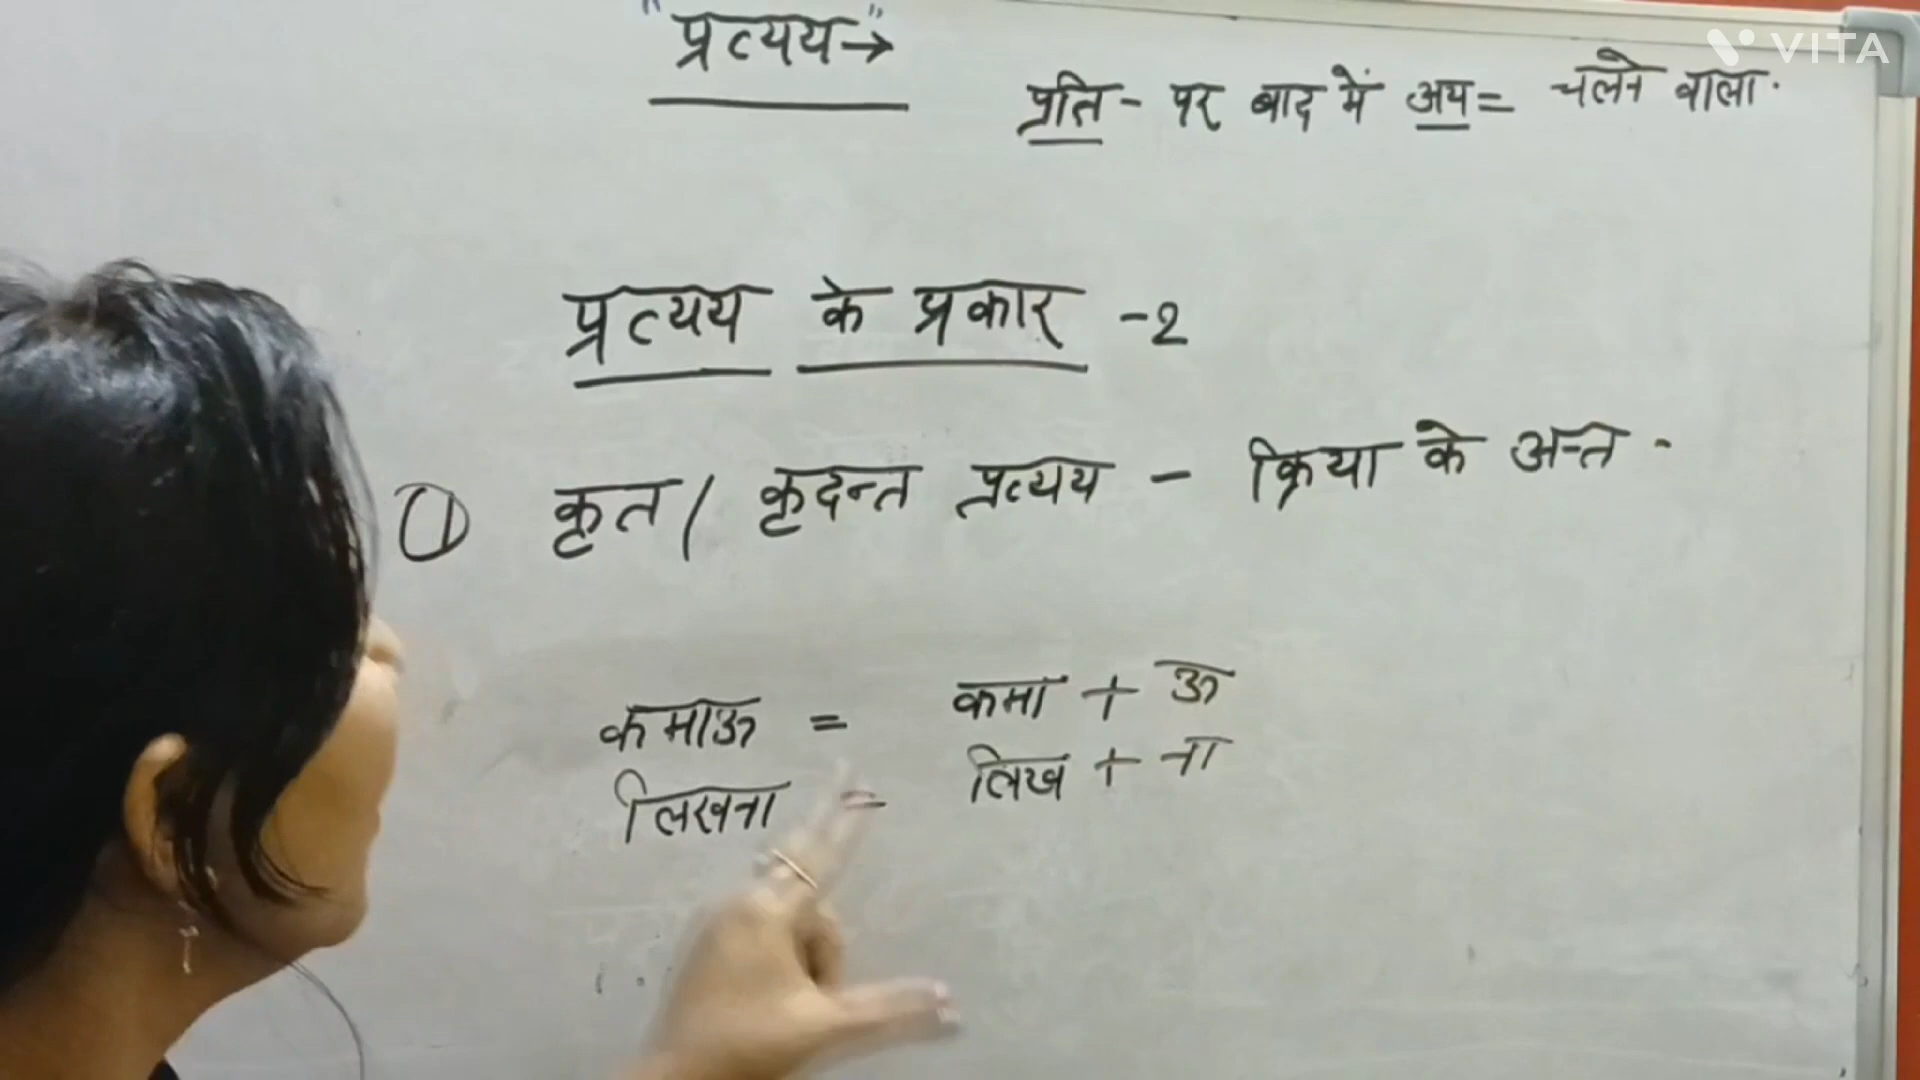 "प्रत्यय"→
VITA
प्रति - पर बाद में अय = चलने वाला
प्रत्यय के प्रकार - 2
① कृत / कृदन्त प्रत्यय - क्रिया के अन्त -
कमाऊ = कमा + ऊ
लिखना = लिख + ना